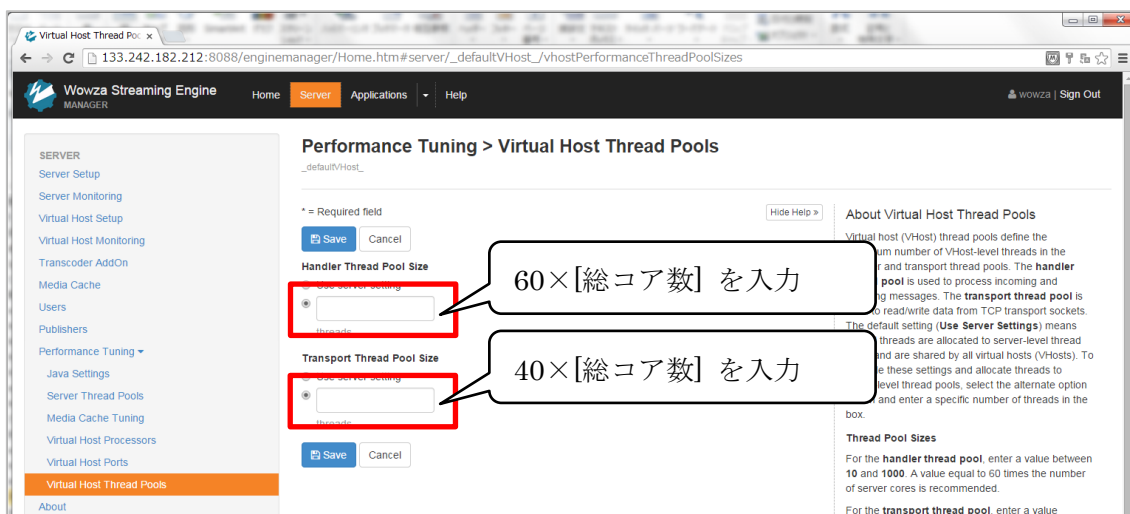 Virtual Host Thread Poo x
133.242.182.212:8088/enginemanager/Home.htm#server/_defaultVHost_/vhostPerformanceThreadPoolSizes
Wowza Streaming Engine
MANAGER
Home Server Applications Help
wowza | Sign Out
SERVER
Server Setup
Server Monitoring
Virtual Host Setup
Virtual Host Monitoring
Transcoder AddOn
Media Cache
Users
Publishers
Performance Tuning
Java Settings
Server Thread Pools
Media Cache Tuning
Virtual Host Processors
Virtual Host Ports
Virtual Host Thread Pools
About
Performance Tuning > Virtual Host Thread Pools
_defaultVHost_
* = Required field
Hide Help »
Save Cancel
Handler Thread Pool Size
Use server setting
threads
60×[総コア数] を入力
Transport Thread Pool Size
Use server setting
threads
40×[総コア数] を入力
Save Cancel
About Virtual Host Thread Pools
Virtual host (VHost) thread pools define the
number of VHost-level threads in the
and transport thread pools. The handler
pool is used to process incoming and
messages. The transport thread pool is
to read/write data from TCP transport sockets.
The default setting (Use Server Settings) means
threads are allocated to server-level thread
and are shared by all virtual hosts (VHosts). To
these settings and allocate threads to
level thread pools, select the alternate option
and enter a specific number of threads in the
box.
Thread Pool Sizes
For the handler thread pool, enter a value between
10 and 1000. A value equal to 60 times the number
of server cores is recommended.
For the transport thread pool, enter a value